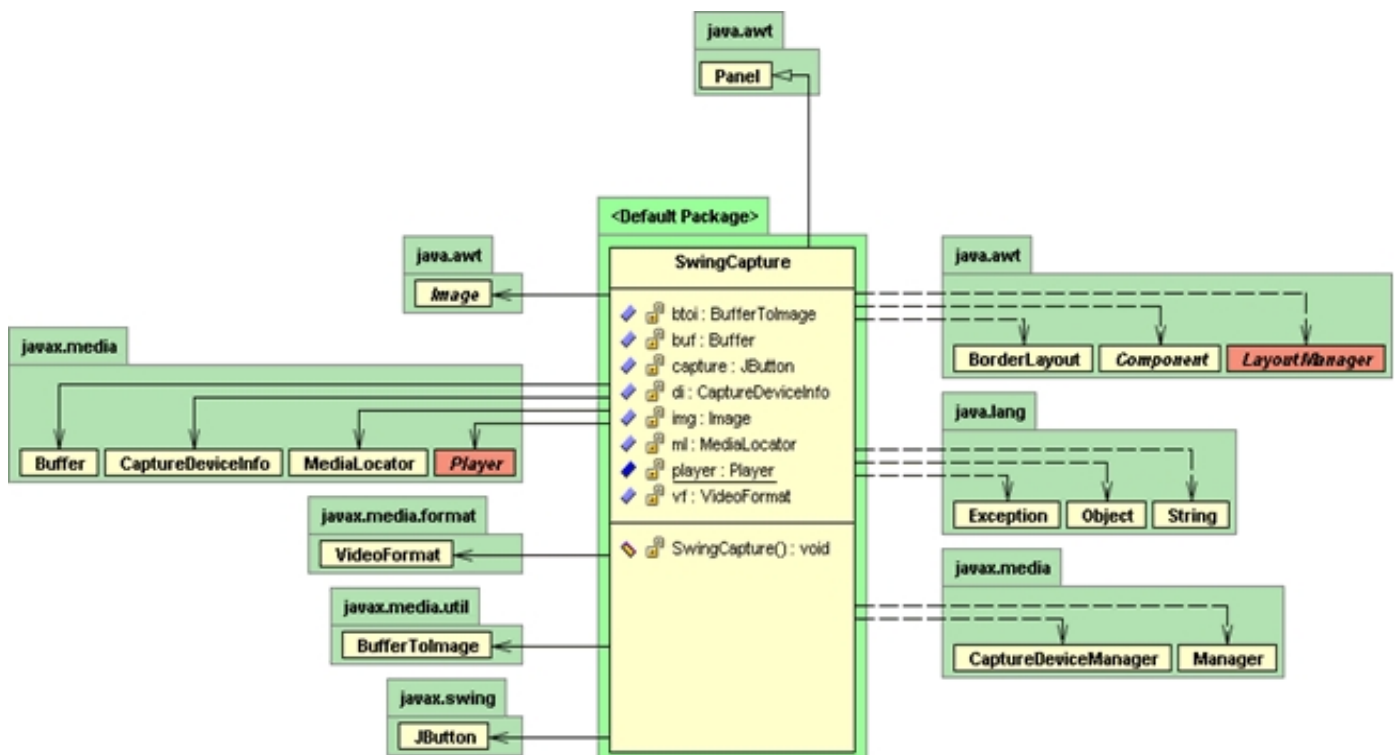 java.awt
Panel
<Default Package>
SwingCapture
btoi : BufferToImage
buf : Buffer
capture : JButton
di : CaptureDeviceInfo
img : Image
ml : MediaLocator
player : Player
vf : VideoFormat
SwingCapture() : void
java.awt
Image
javax.media
Buffer
CaptureDeviceInfo
MediaLocator
Player
javax.media.format
VideoFormat
javax.media.util
BufferToImage
javax.swing
JButton
java.awt
BorderLayout
Component
LayoutManager
java.lang
Exception
Object
String
javax.media
CaptureDeviceManager
Manager